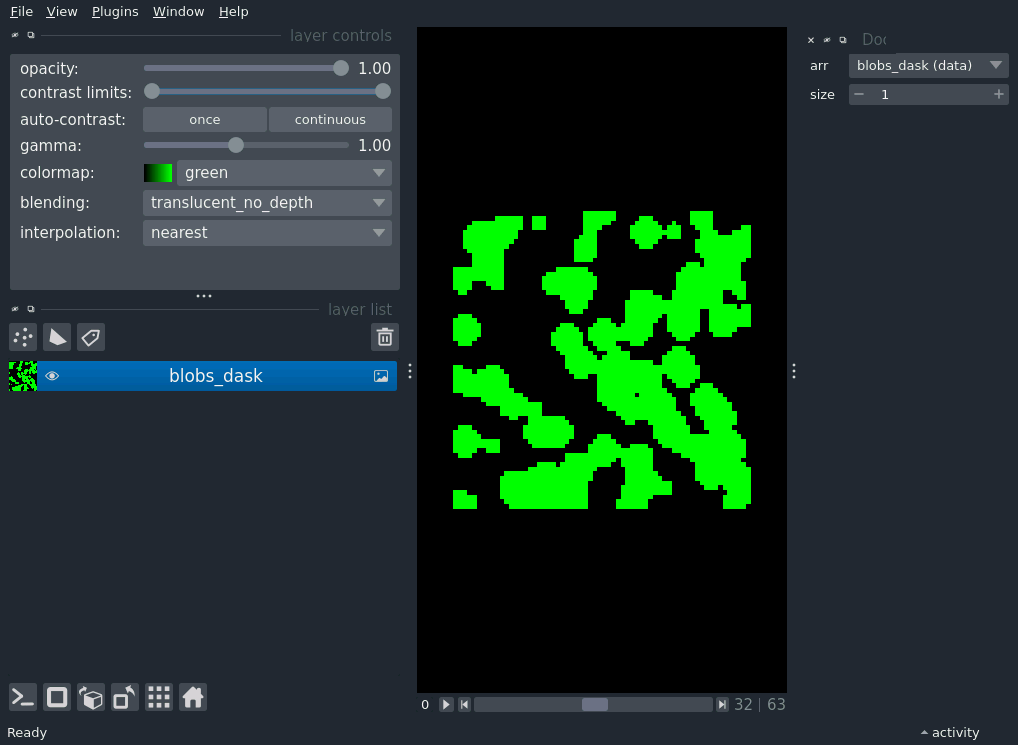 File View Plugins Window Help
layer controls
opacity: 1.00
contrast limits:
auto-contrast: once continuous
gamma: 1.00
colormap: green
blending: translucent_no_depth
interpolation: nearest
layer list
blobs_dask
0 32 | 63
Ready
activity
arr blobs_dask (data)
size 1